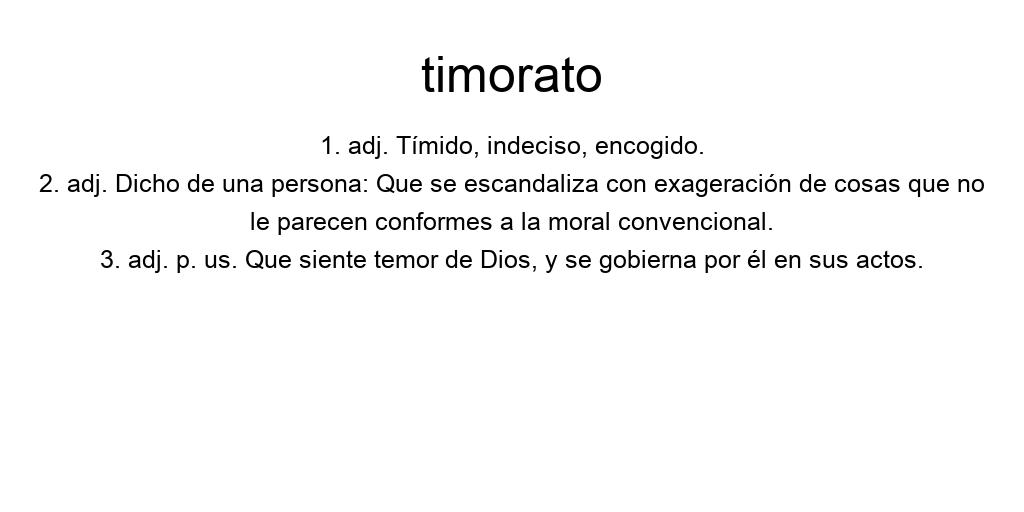 timorato
1. adj. Tímido, indeciso, encogido.
2. adj. Dicho de una persona: Que se escandaliza con exageración de cosas que no
le parecen conformes a la moral convencional.
3. adj. p. us. Que siente temor de Dios, y se gobierna por él en sus actos.